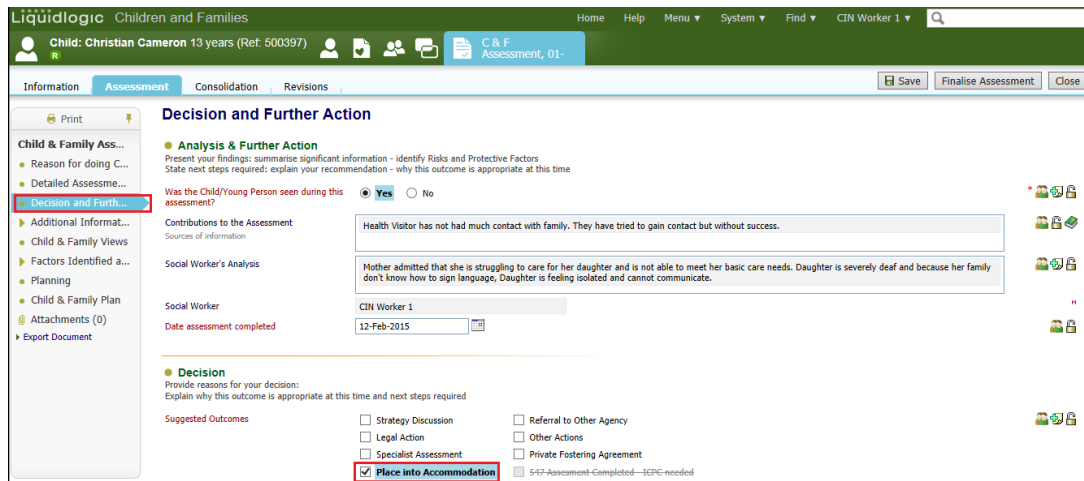 Liquidlogic Children and Families
Home Help Menu ▼ System ▼ Find ▼ CIN Worker 1 ▼
Child: Christian Cameron 13 years (Ref: 500397)
R
C & F
Assessment, 01-
Information Assessment Consolidation Revisions
Save Finalise Assessment Close
Print
Child & Family Ass...
Reason for doing C...
Detailed Assessme...
Decision and Furth...
Additional Informat...
Child & Family Views
Factors Identified a...
Planning
Child & Family Plan
Attachments (0)
Export Document
Decision and Further Action
Analysis & Further Action
Present your findings: summarise significant information - identify Risks and Protective Factors
State next steps required: explain your recommendation - why this outcome is appropriate at this time
Was the Child/Young Person seen during this
assessment?
Yes No
*
Contributions to the Assessment
Sources of information
Health Visitor has not had much contact with family. They have tried to gain contact but without success.
Social Worker's Analysis
Mother admitted that she is struggling to care for her daughter and is not able to meet her basic care needs. Daughter is severely deaf and because her family
don't know how to sign language, Daughter is feeling isolated and cannot communicate.
Social Worker
CIN Worker 1
H
Date assessment completed
12-Feb-2015
Decision
Provide reasons for your decision:
Explain why this outcome is appropriate at this time and next steps required
Suggested Outcomes
Strategy Discussion Referral to Other Agency
Legal Action Other Actions
Specialist Assessment Private Fostering Agreement
Place into Accommodation S47 Assesment Completed - ICPC needed